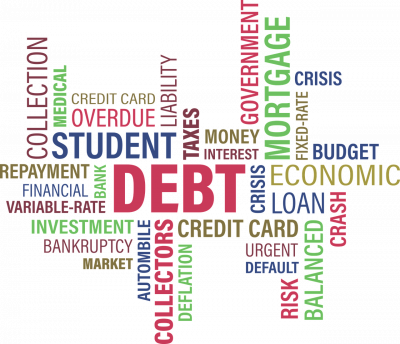 COLLECTION
MEDICAL
CREDIT CARD
OVERDUE
LIABILITY
STUDENT
TAXES
MONEY
INTEREST
GOVERNMENT
MORTGAGE
CRISIS
FIXED-RATE
BUDGET
REPAYMENT
FINANCIAL
VARIABLE-RATE
BANK
DEBT
CRISIS
ECONOMIC
LOAN
CRASH
INVESTMENT
BANKRUPTCY
MARKET
AUTOMBILE
COLLECTORS
DEFLATION
CREDIT CARD
URGENT
DEFAULT
RISK
BALANCED